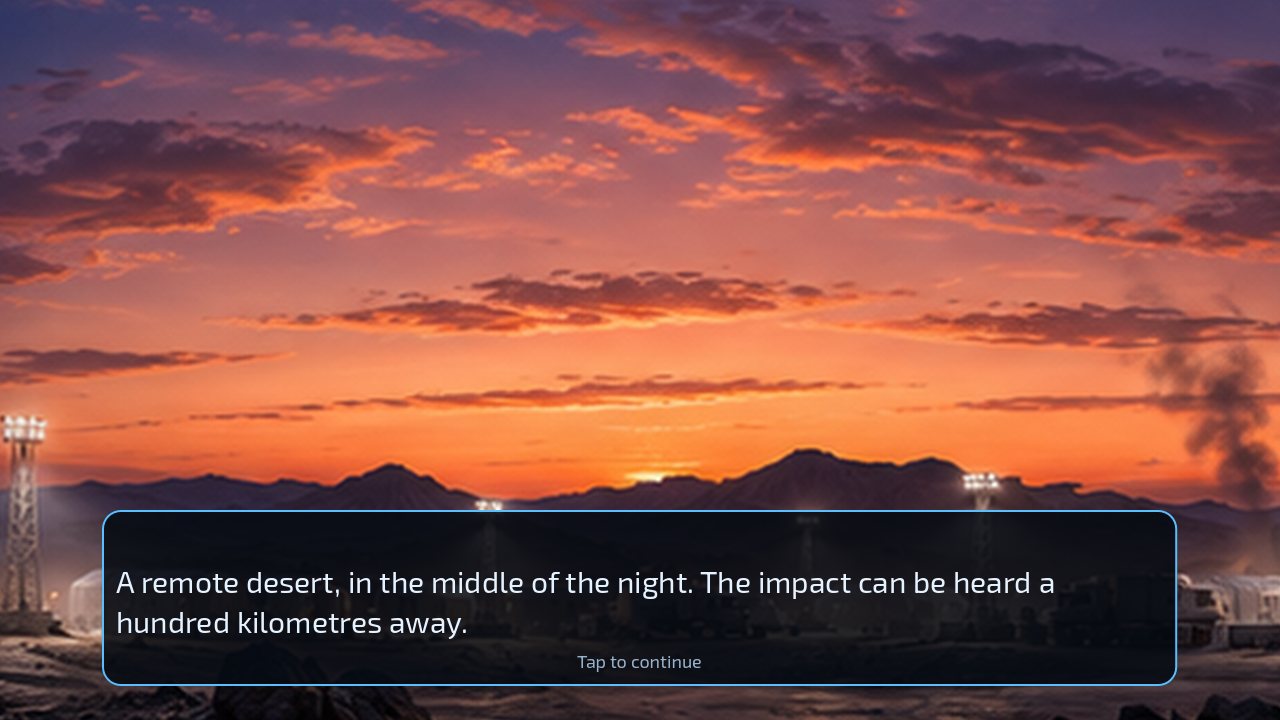 A remote desert, in the middle of the night. The impact can be heard a
hundred kilometres away.
Tap to continue